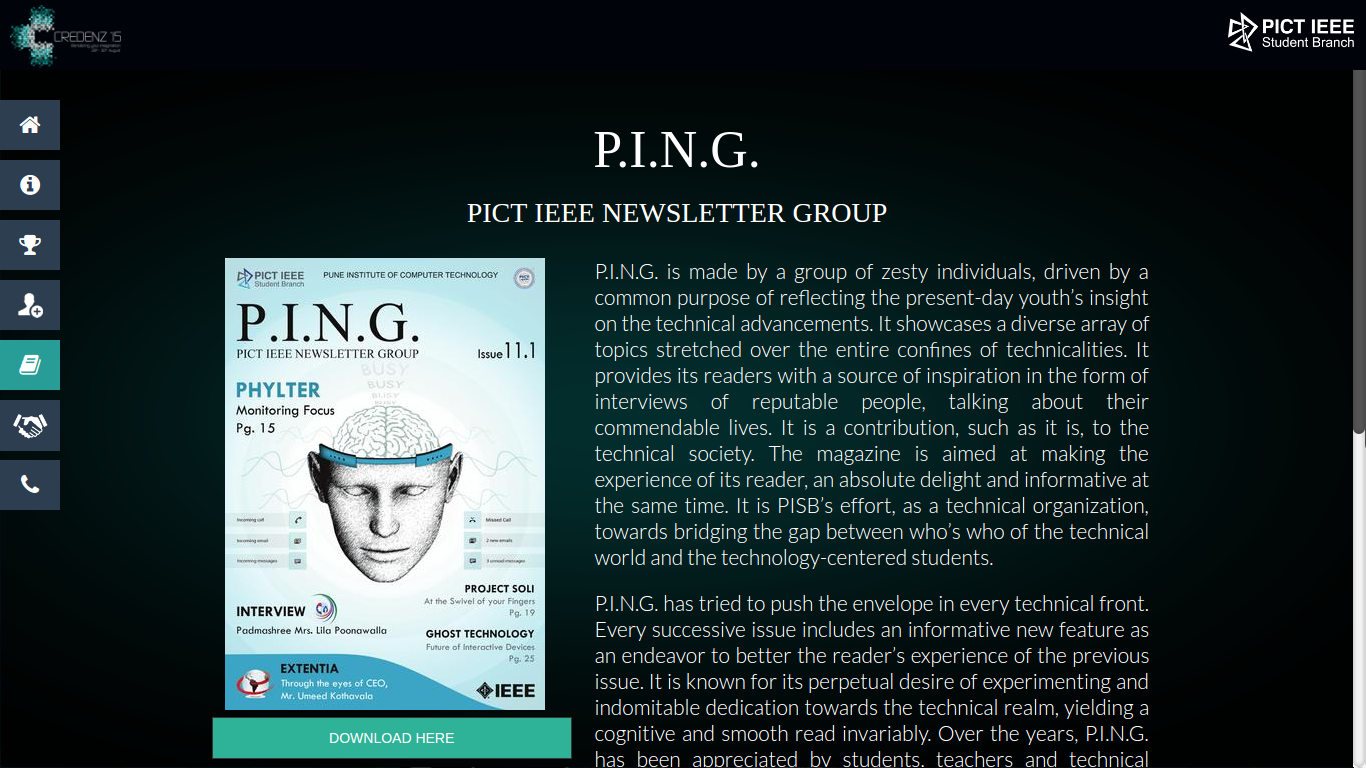 CREDENZ '15
Rendering your imagination
PICT IEEE
Student Branch
P.I.N.G.
PICT IEEE NEWSLETTER GROUP
PICT IEEE
Student Branch
PUNE INSTITUTE OF COMPUTER TECHNOLOGY
P.I.N.G.
PICT IEEE NEWSLETTER GROUP
Issue 11.1
BUSY
BUSY
BUSY
BUSY
PHYLTER
Monitoring Focus
Pg. 15
Incoming call
Incoming email
Incoming messages
Missed Call
2 new emails
3 unread messages
PROJECT SOLI
At the Swivel of your Fingers
Pg. 19
INTERVIEW
Padmashree Mrs. Lila Poonawalla
GHOST TECHNOLOGY
Future of Interactive Devices
Pg. 25
EXTENTIA
Through the eyes of CEO,
Mr. Umeed Kothavala
IEEE
DOWNLOAD HERE
P.I.N.G. is made by a group of zesty individuals, driven by a
common purpose of reflecting the present-day youth's insight
on the technical advancements. It showcases a diverse array of
topics stretched over the entire confines of technicalities. It
provides its readers with a source of inspiration in the form of
interviews of reputable people, talking about their
commendable lives. It is a contribution, such as it is, to the
technical society. The magazine is aimed at making the
experience of its reader, an absolute delight and informative at
the same time. It is PISB's effort, as a technical organization,
towards bridging the gap between who's who of the technical
world and the technology-centered students.
P.I.N.G. has tried to push the envelope in every technical front.
Every successive issue includes an informative new feature as
an endeavor to better the reader's experience of the previous
issue. It is known for its perpetual desire of experimenting and
indomitable dedication towards the technical realm, yielding a
cognitive and smooth read invariably. Over the years, P.I.N.G.
has been appreciated by students, teachers and technical